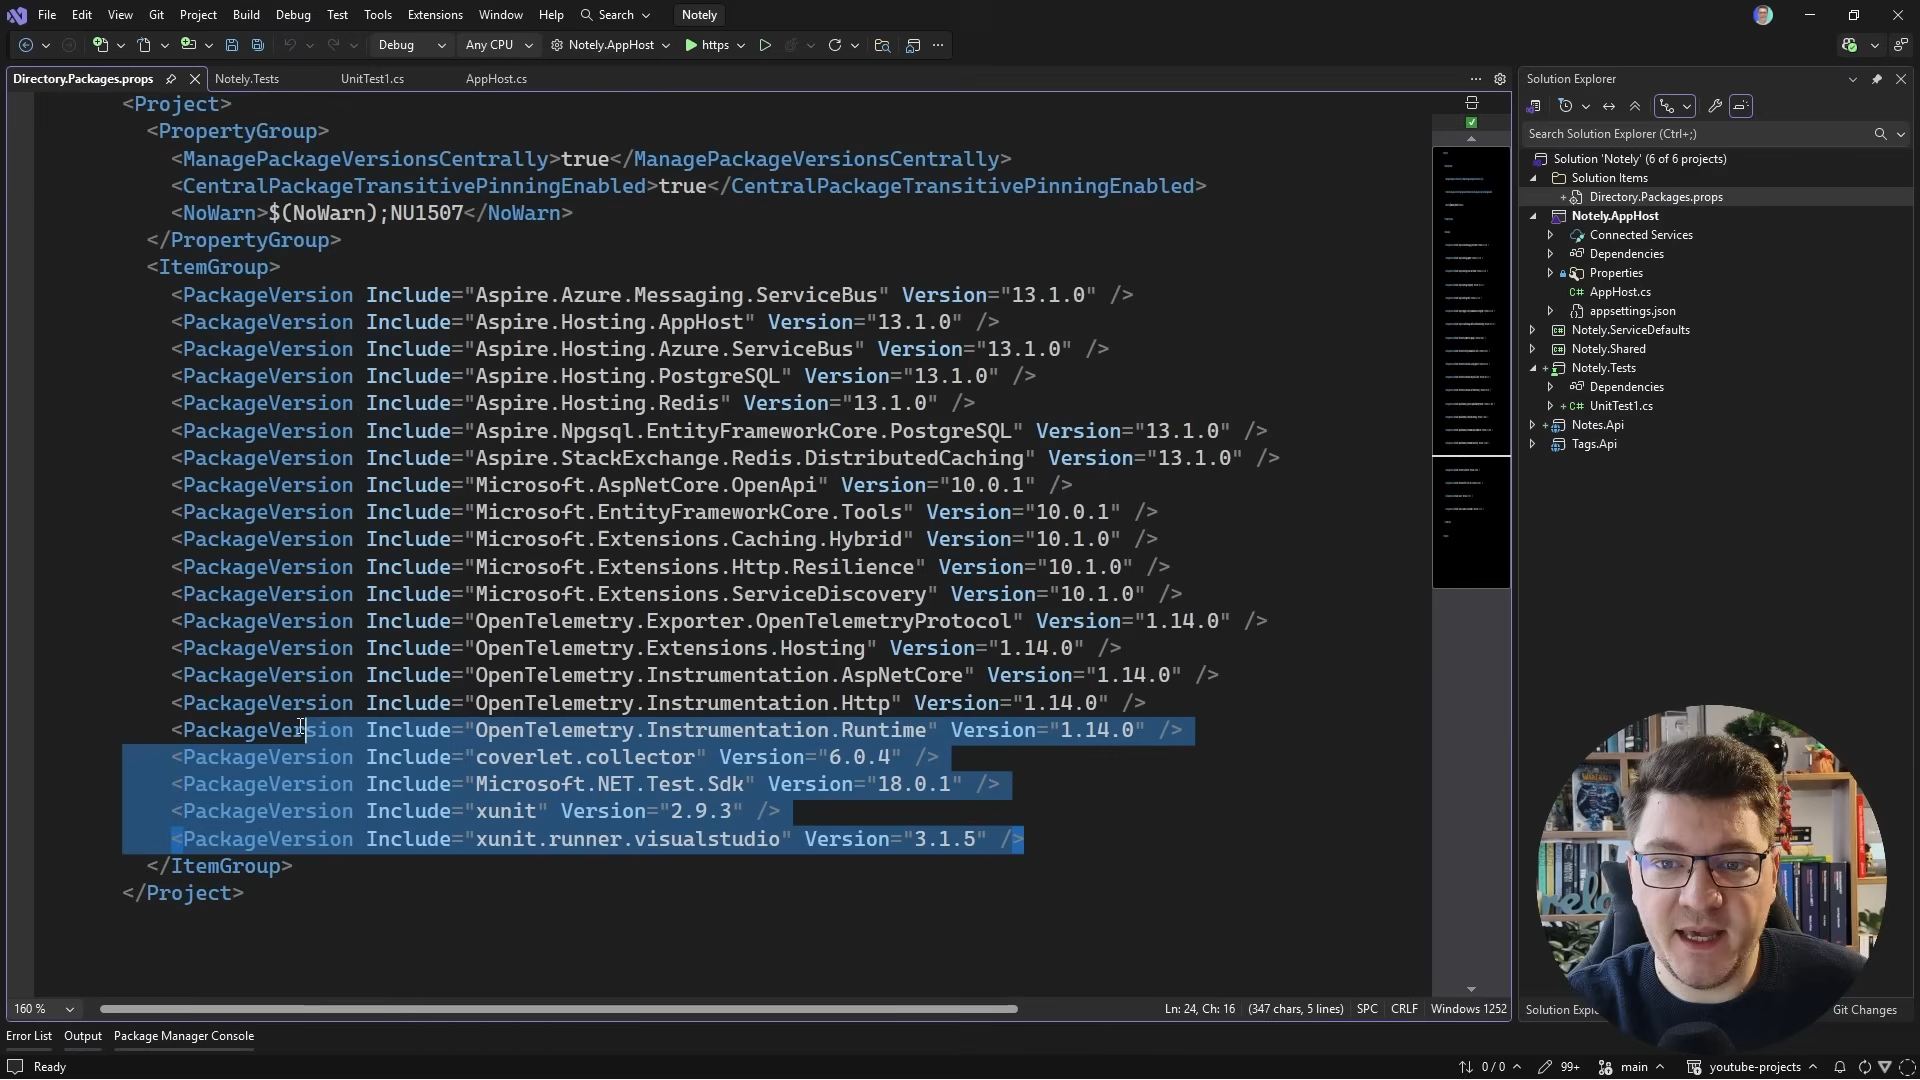 File Edit View Git Project Build Debug Test Tools Extensions Window Help Search Notely
Debug Any CPU Notely.AppHost https
Directory.Packages.props Notely.Tests UnitTest1.cs AppHost.cs
<Project>
<PropertyGroup>
<ManagePackageVersionsCentrally>true</ManagePackageVersionsCentrally>
<CentralPackageTransitivePinningEnabled>true</CentralPackageTransitivePinningEnabled>
<NoWarn>$(NoWarn);NU1507</NoWarn>
</PropertyGroup>
<ItemGroup>
<PackageVersion Include="Aspire.Azure.Messaging.ServiceBus" Version="13.1.0" />
<PackageVersion Include="Aspire.Hosting.AppHost" Version="13.1.0" />
<PackageVersion Include="Aspire.Hosting.Azure.ServiceBus" Version="13.1.0" />
<PackageVersion Include="Aspire.Hosting.PostgreSQL" Version="13.1.0" />
<PackageVersion Include="Aspire.Hosting.Redis" Version="13.1.0" />
<PackageVersion Include="Aspire.Npgsql.EntityFrameworkCore.PostgreSQL" Version="13.1.0" />
<PackageVersion Include="Aspire.StackExchange.Redis.DistributedCaching" Version="13.1.0" />
<PackageVersion Include="Microsoft.AspNetCore.OpenApi" Version="10.0.1" />
<PackageVersion Include="Microsoft.EntityFrameworkCore.Tools" Version="10.0.1" />
<PackageVersion Include="Microsoft.Extensions.Caching.Hybrid" Version="10.1.0" />
<PackageVersion Include="Microsoft.Extensions.Http.Resilience" Version="10.1.0" />
<PackageVersion Include="Microsoft.Extensions.ServiceDiscovery" Version="10.1.0" />
<PackageVersion Include="OpenTelemetry.Exporter.OpenTelemetryProtocol" Version="1.14.0" />
<PackageVersion Include="OpenTelemetry.Extensions.Hosting" Version="1.14.0" />
<PackageVersion Include="OpenTelemetry.Instrumentation.AspNetCore" Version="1.14.0" />
<PackageVersion Include="OpenTelemetry.Instrumentation.Http" Version="1.14.0" />
<PackageVersion Include="OpenTelemetry.Instrumentation.Runtime" Version="1.14.0" />
<PackageVersion Include="coverlet.collector" Version="6.0.4" />
<PackageVersion Include="Microsoft.NET.Test.Sdk" Version="18.0.1" />
<PackageVersion Include="xunit" Version="2.9.3" />
<PackageVersion Include="xunit.runner.visualstudio" Version="3.1.5" />
</ItemGroup>
</Project>
160 % Ln: 24, Ch: 16 (347 chars, 5 lines) SPC CRLF Windows 1252
Solution Explorer
Search Solution Explorer (Ctrl+;)
Solution 'Notely' (6 of 6 projects)
Solution Items
Directory.Packages.props
Notely.AppHost
Connected Services
Dependencies
Properties
AppHost.cs
appsettings.json
Notely.ServiceDefaults
Notely.Shared
Notely.Tests
Dependencies
UnitTest1.cs
Notes.Api
Tags.Api
Solution Git Changes
Error List Output Package Manager Console
Ready 0 / 0 99+ main youtube-projects